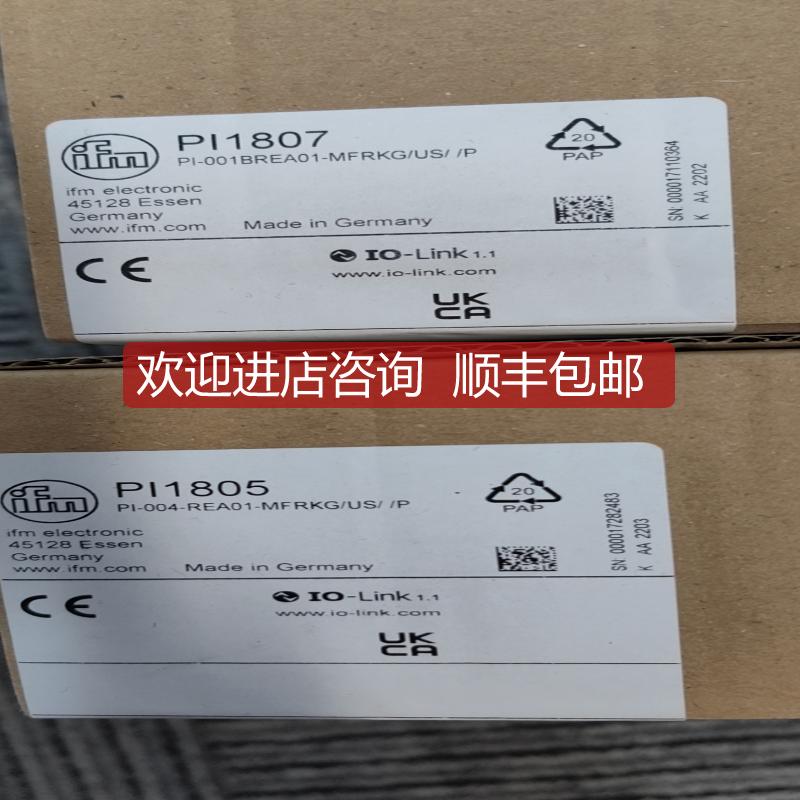 ifm
PI1807
PI-001BREA01-MFRKG/US/ /P
ifm electronic
45128 Essen
Germany
www.ifm.com
Made in Germany
20
PAP
SN: 000017110364
K AA 2202
CE
IO-Link 1.1
www.io-link.com
UK
CA
欢迎进店咨询 顺丰包邮
ifm
PI1805
PI-004-REA01-MFRKG/US/ /P
ifm electronic
45128 Essen
Germany
www.ifm.com
Made in Germany
20
PAP
SN: 000017282483
K AA 2203
CE
IO-Link 1.1
www.io-link.com
UK
CA